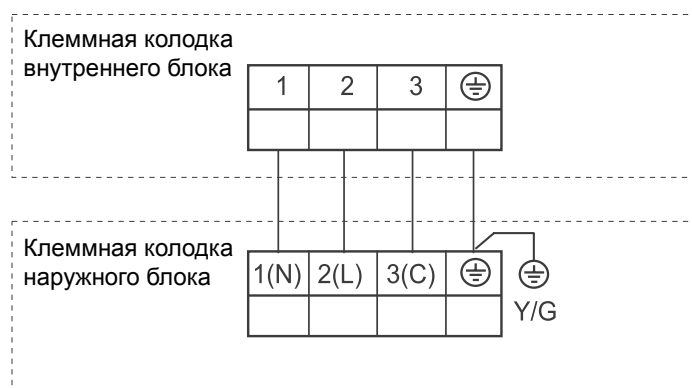 Клеммная колодка
внутреннего блока
1 2 3
Клеммная колодка
наружного блока
1(N) 2(L) 3(C)
Y/G